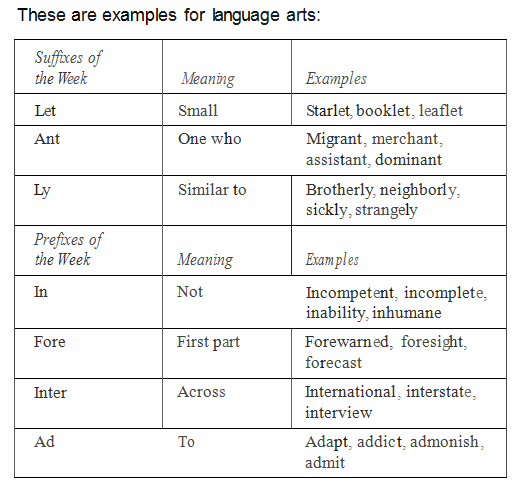 These are examples for language arts:
Suffixes of
the Week Meaning Examples
Let Small Starlet, booklet, leaflet
Ant One who Migrant, merchant,
assistant, dominant
Ly Similar to Brotherly, neighborly,
sickly, strangely
Prefixes of
the Week Meaning Examples
In Not Incompetent, incomplete,
inability, inhumane
Fore First part Forewarned, foresight,
forecast
Inter Across International, interstate,
interview
Ad To Adapt, addict, admonish,
admit